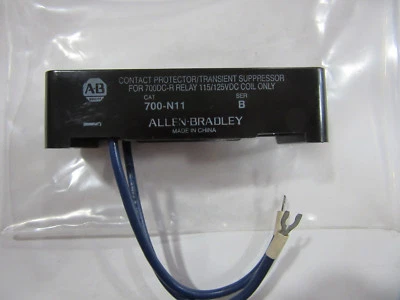 A·B
CONTACT PROTECTOR/TRANSIENT SUPPRESSOR
FOR 700DC-R RELAY 115/125VDC COIL ONLY
CAT SER
700-N11 B
ALLEN-BRADLEY
MADE IN CHINA